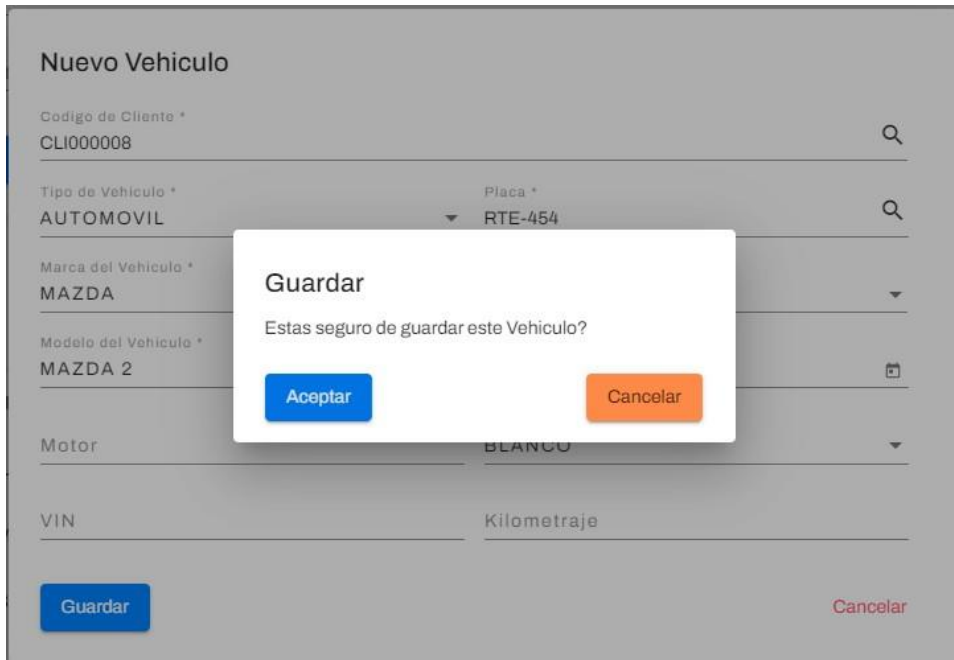 Nuevo Vehiculo
Codigo de Cliente *
CLI000008
Tipo de Vehiculo *
Placa *
AUTOMOVIL
RTE-454
Marca del Vehiculo *
MAZDA
Guardar
Estas seguro de guardar este Vehiculo?
Modelo del Vehiculo *
MAZDA 2
Aceptar
Cancelar
Motor
BLANCO
VIN
Kilometraje
Guardar
Cancelar